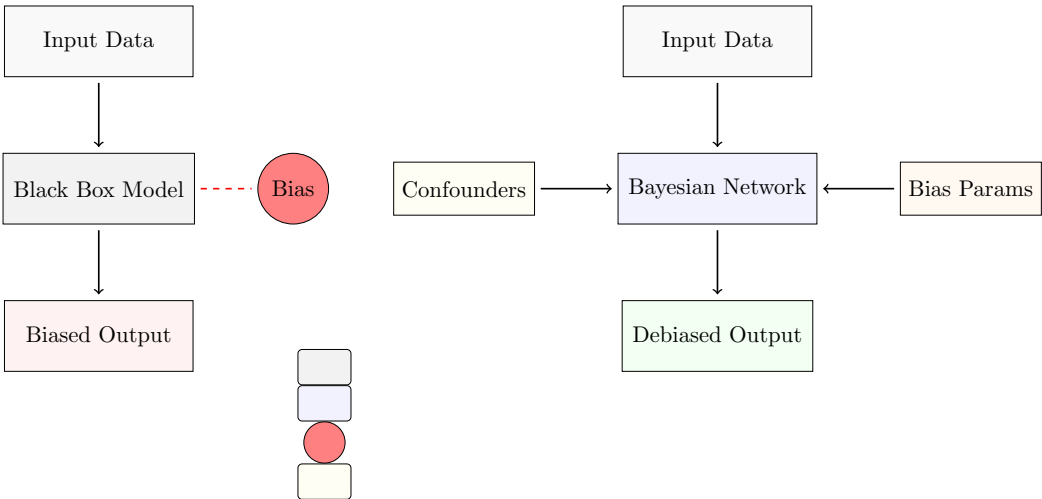 Input Data
Input Data
Black Box Model
Bias
Confounders
Bayesian Network
Bias Params
Biased Output
Debiased Output